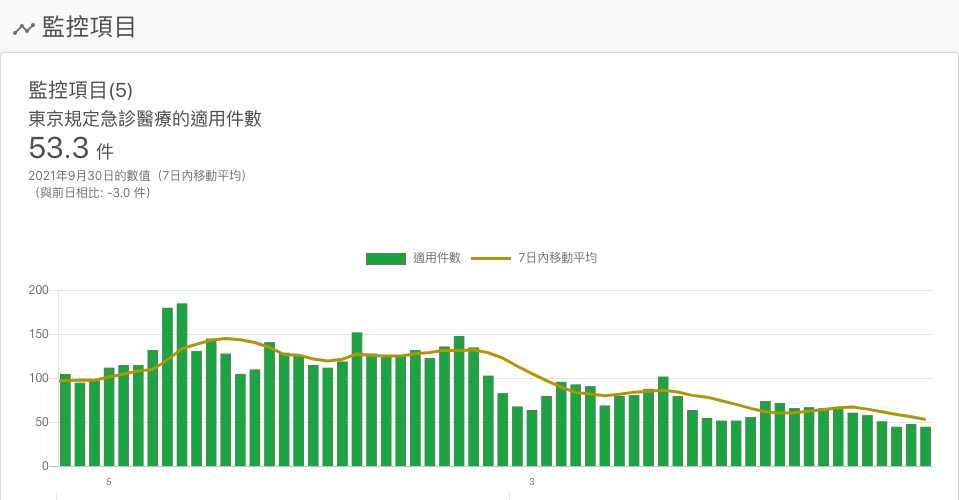 監控項目
監控項目(5)
東京規定急診醫療的適用件數
53.3 件
2021年9月30日的數值（7日內移動平均）
（與前日相比: -3.0 件）
適用件數 7日內移動平均
200
150
100
50
0
5 3